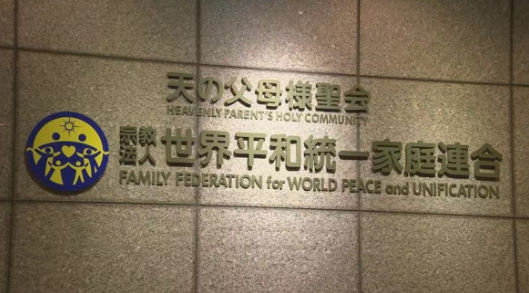 天の父母様聖会
HEAVENLY PARENT'S HOLY COMMUNITY
宗教法人 世界平和統一家庭連合
FAMILY FEDERATION for WORLD PEACE and UNIFICATION